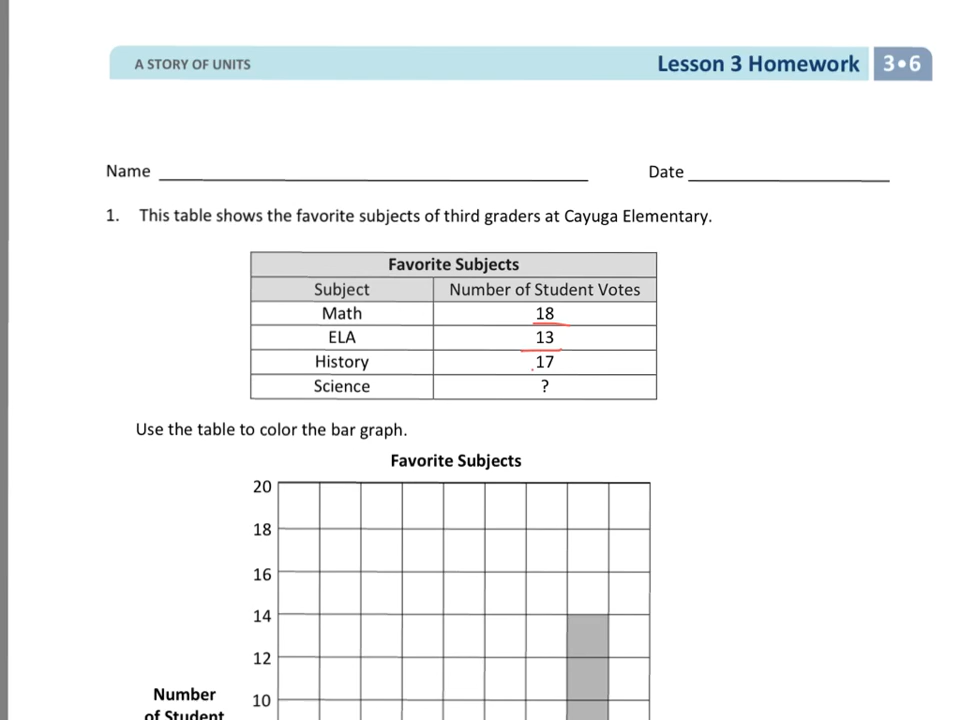 A STORY OF UNITS
Lesson 3 Homework 3•6
Name Date
1. This table shows the favorite subjects of third graders at Cayuga Elementary.
Favorite Subjects
Subject Number of Student Votes
Math 18
ELA 13
History 17
Science ?
Use the table to color the bar graph.
Favorite Subjects
20
18
16
14
12
Number
10
of Student